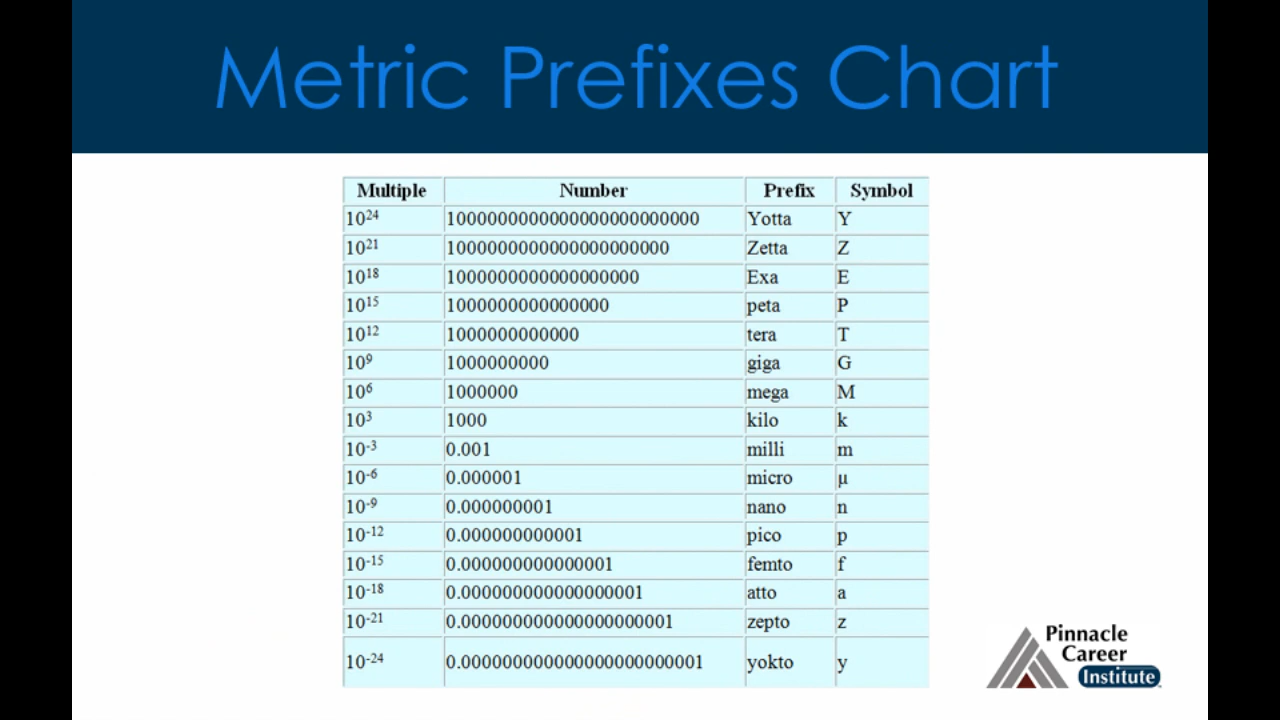 Metric Prefixes Chart
Multiple Number Prefix Symbol
10²⁴ 1000000000000000000000000 Yotta Y
10²¹ 1000000000000000000000 Zetta Z
10¹⁸ 1000000000000000000 Exa E
10¹⁵ 1000000000000000 peta P
10¹² 1000000000000 tera T
10⁹ 1000000000 giga G
10⁶ 1000000 mega M
10³ 1000 kilo k
10⁻³ 0.001 milli m
10⁻⁶ 0.000001 micro µ
10⁻⁹ 0.000000001 nano n
10⁻¹² 0.000000000001 pico p
10⁻¹⁵ 0.000000000000001 femto f
10⁻¹⁸ 0.000000000000000001 atto a
10⁻²¹ 0.000000000000000000001 zepto z
10⁻²⁴ 0.000000000000000000000001 yokto y
Pinnacle
Career
Institute